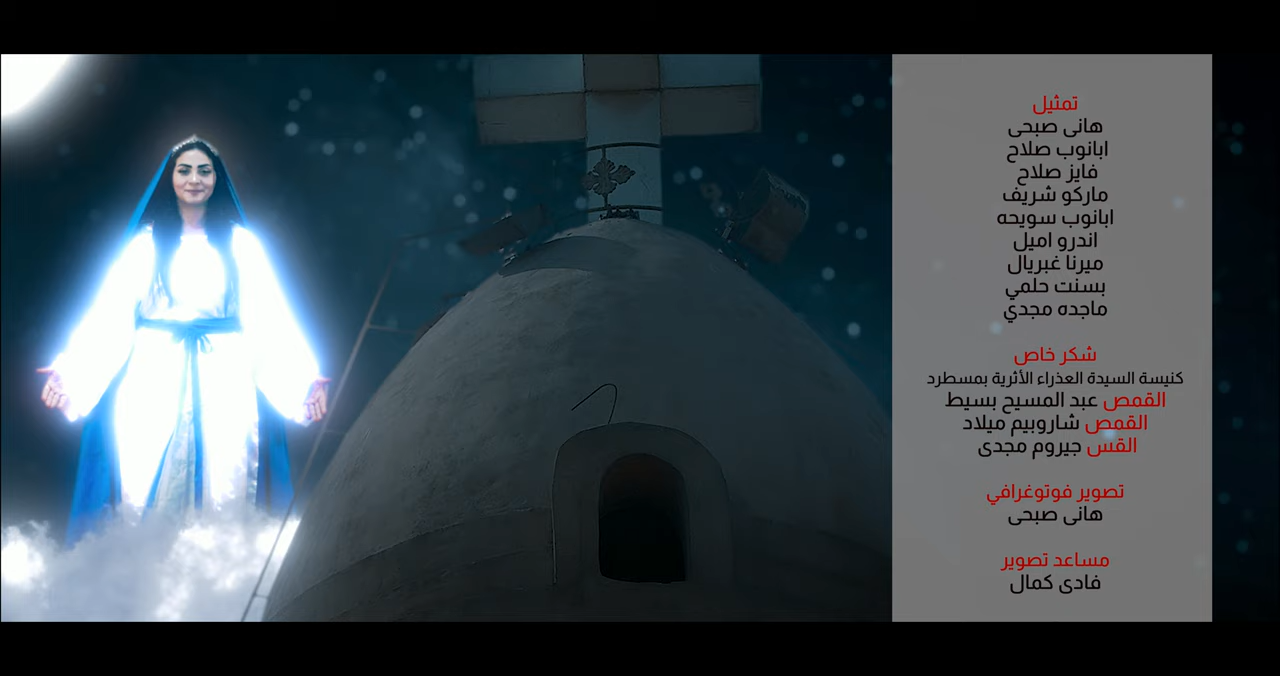 تمثيل
هانى صبحى
ابانوب صلاح
فايز صلاح
ماركو شريف
ابانوب سويحه
اندرو اميل
ميرنا غبريال
بسنت حلمي
ماجده مجدي
شكر خاص
كنيسة السيدة العذراء الأثرية بمسطرد
القمص عبد المسيح بسيط
القمص شاروبيم ميلاد
القس جيروم مجدى
تصوير فوتوغرافي
هانى صبحى
مساعد تصوير
فادى كمال